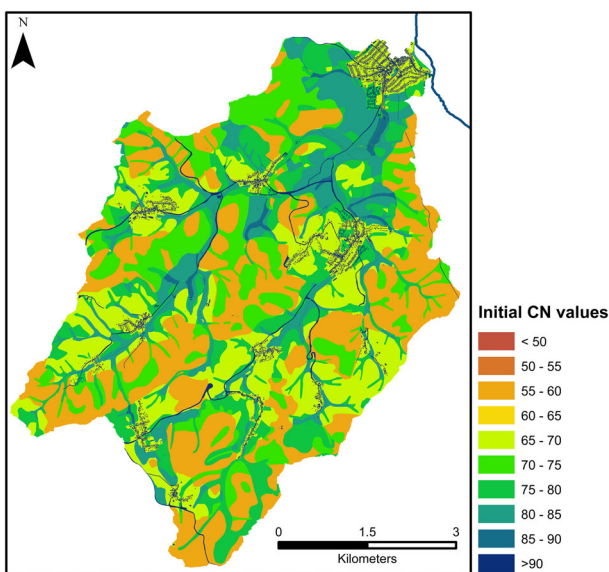 N
Initial CN values
< 50
50 - 55
55 - 60
60 - 65
65 - 70
70 - 75
75 - 80
80 - 85
85 - 90
>90
0 1.5 3
Kilometers